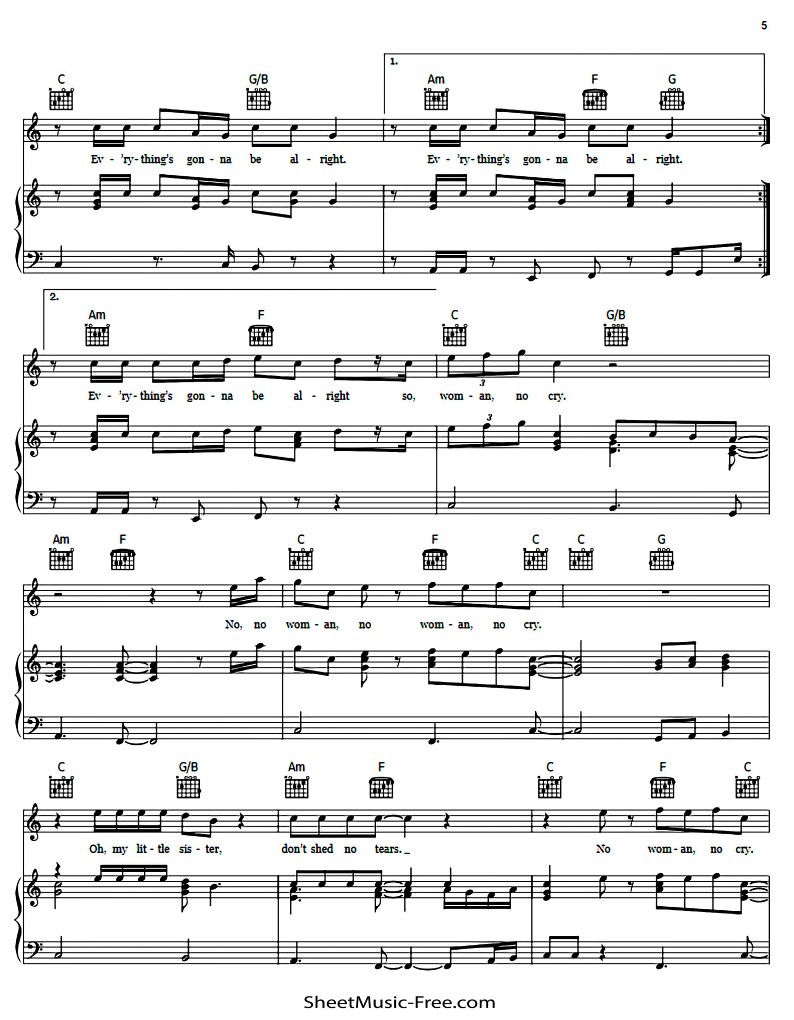 5
1.
C G/B Am F G
Ev - 'ry-thing's gon - na be al - right. Ev - 'ry-thing's gon - na be al - right.
2.
Am F C G/B
3
Ev - 'ry-thing's gon - na be al - right so, wom - an, no cry.
3
Am F C F C C G
No, no wom - an, no wom - an, no cry.
C G/B Am F C F C
Oh, my lit - tle sis - ter, don't shed no tears. _ No wom - an, no cry.
SheetMusic-Free.com